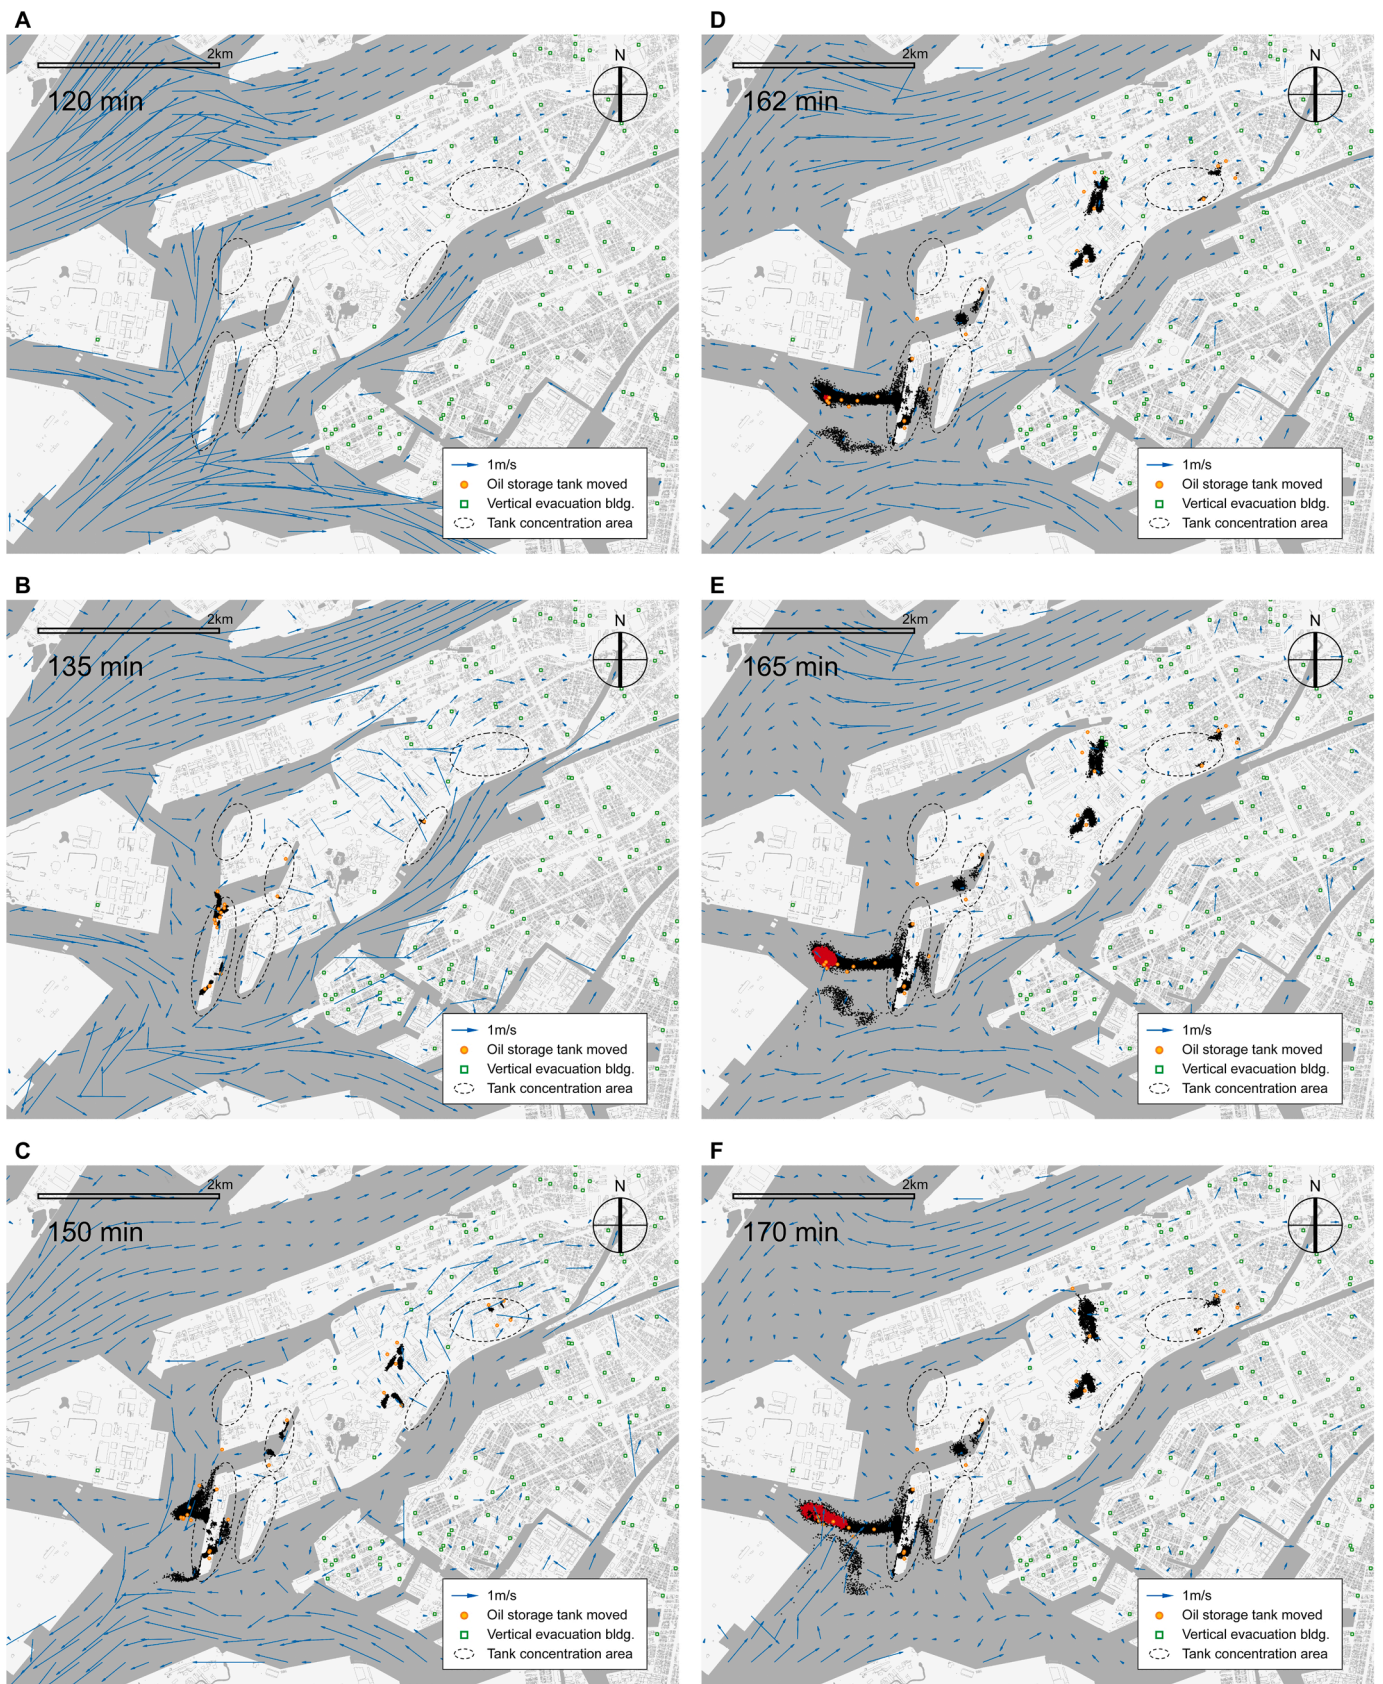 A
2km
N
120 min
1m/s
Oil storage tank moved
Vertical evacuation bldg.
Tank concentration area
D
2km
N
162 min
1m/s
Oil storage tank moved
Vertical evacuation bldg.
Tank concentration area
B
2km
N
135 min
1m/s
Oil storage tank moved
Vertical evacuation bldg.
Tank concentration area
E
2km
N
165 min
1m/s
Oil storage tank moved
Vertical evacuation bldg.
Tank concentration area
C
2km
N
150 min
1m/s
Oil storage tank moved
Vertical evacuation bldg.
Tank concentration area
F
2km
N
170 min
1m/s
Oil storage tank moved
Vertical evacuation bldg.
Tank concentration area